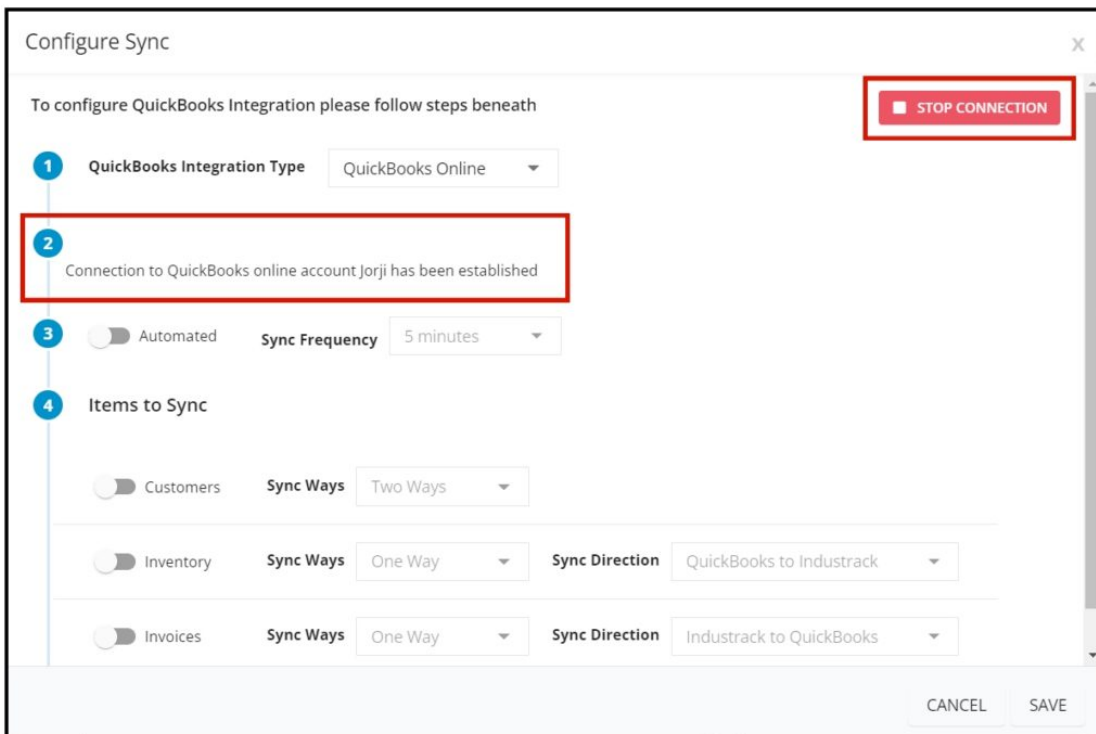 Configure Sync
X
To configure QuickBooks Integration please follow steps beneath
STOP CONNECTION
1 QuickBooks Integration Type QuickBooks Online
2
Connection to QuickBooks online account Jorji has been established
3 Automated Sync Frequency 5 minutes
4 Items to Sync
Customers Sync Ways Two Ways
Inventory Sync Ways One Way Sync Direction QuickBooks to Industrack
Invoices Sync Ways One Way Sync Direction Industrack to QuickBooks
CANCEL SAVE